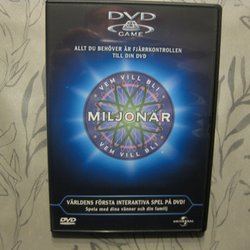 DVD
GAME
ALLT DU BEHÖVER ÄR FJÄRRKONTROLLEN
TILL DIN DVD
VEM VILL BLI
MILJONÄR
VEM VILL BLI
VÄRLDENS FÖRSTA INTERAKTIVA SPEL PÅ DVD!
Spela med dina vänner och din familj
DVD
UNIVERSAL